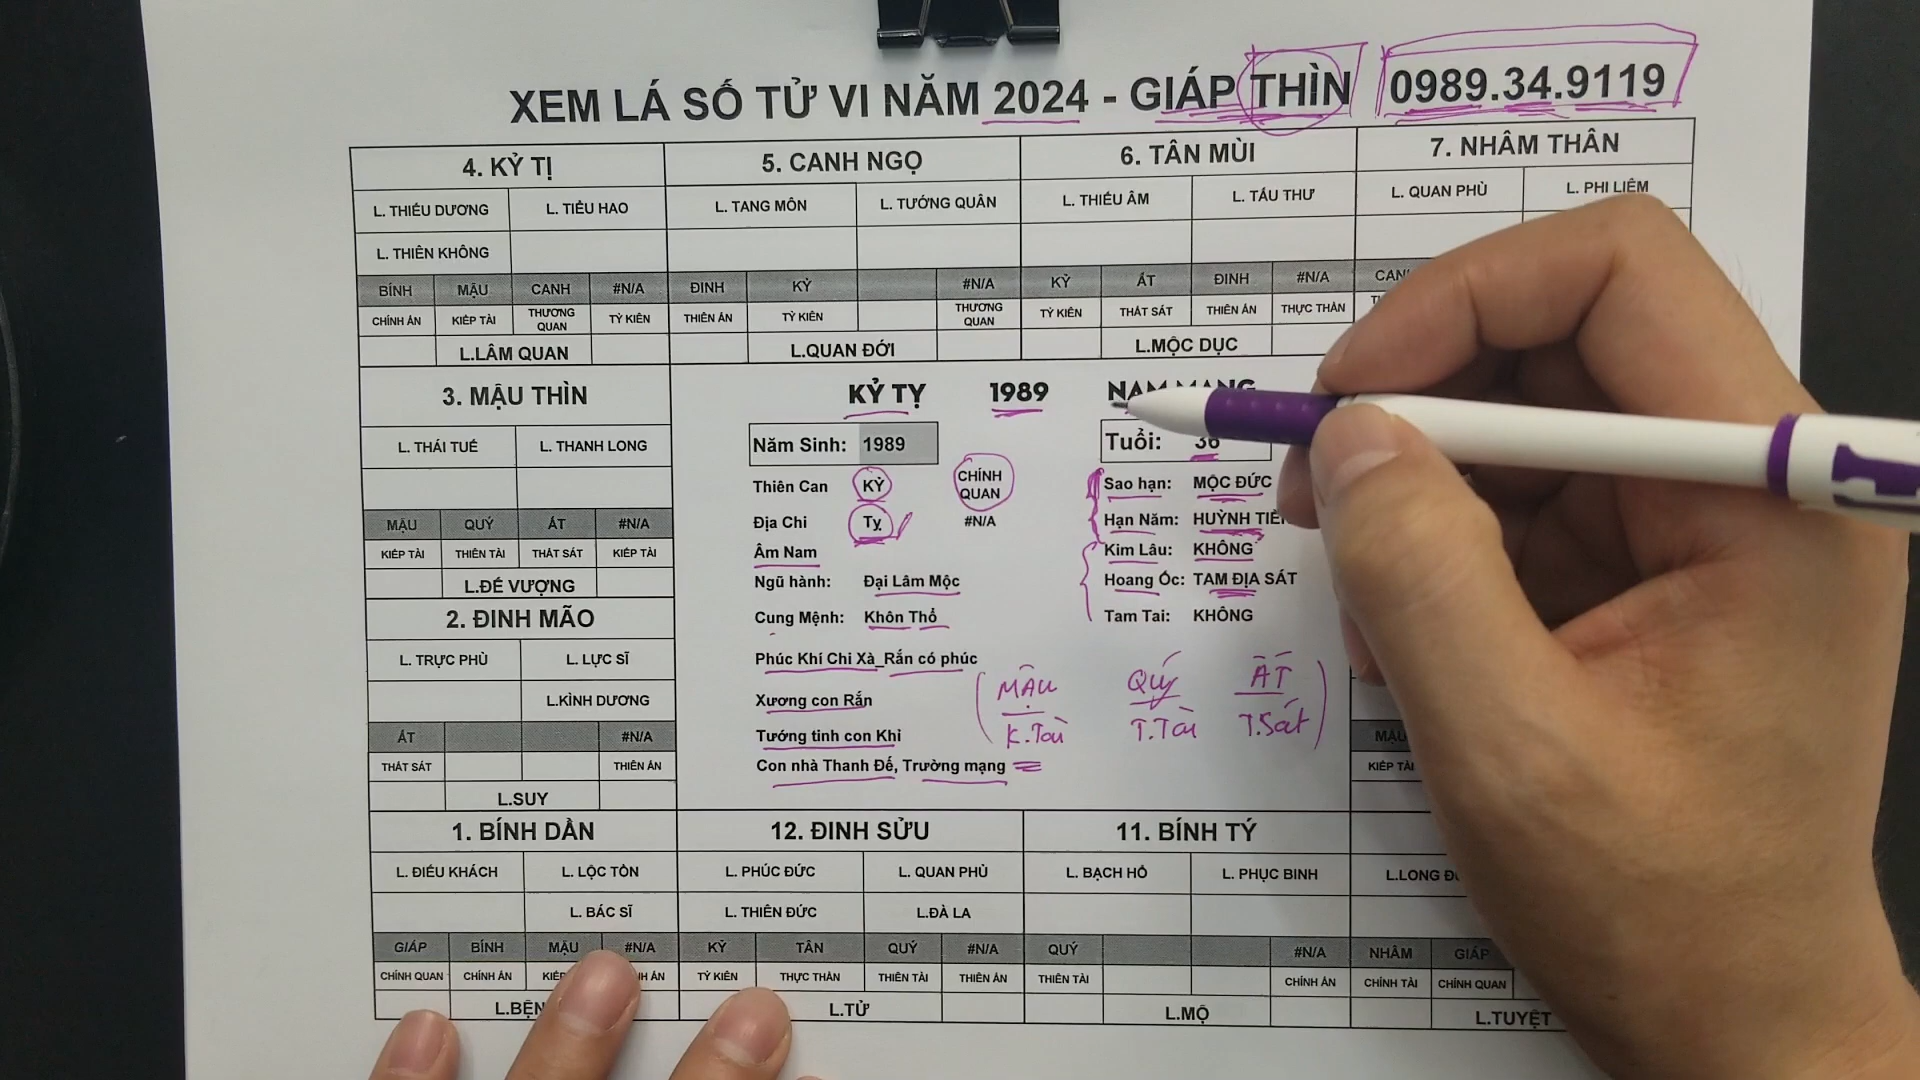 XEM LÁ SỐ TỬ VI NĂM 2024 - GIÁP THÌN 0989.34.9119
4. KỶ TỊ 5. CANH NGỌ 6. TÂN MÙI 7. NHÂM THÂN
L. THIẾU DƯƠNG L. TIỂU HAO L. TANG MÔN L. TƯỚNG QUÂN L. THIẾU ÂM L. TẤU THƯ L. QUAN PHÙ L. PHI LIÊM
L. THIÊN KHÔNG
BÍNH MẬU CANH #N/A ĐINH KỶ #N/A KỶ ẤT ĐINH #N/A
CHÍNH ẤN KIẾP TÀI THƯƠNG QUAN TỶ KIÊN THIÊN ẤN TỶ KIÊN THƯƠNG QUAN TỶ KIÊN THẤT SÁT THIÊN ẤN THỰC THẦN
L.LÂM QUAN L.QUAN ĐỚI L.MỘC DỤC
3. MẬU THÌN
L. THÁI TUẾ L. THANH LONG
MẬU QUÝ ẤT #N/A
KIẾP TÀI THIÊN TÀI THẤT SÁT KIẾP TÀI
L.ĐẾ VƯỢNG
2. ĐINH MÃO
L. TRỰC PHÙ L. LỰC SĨ
L.KÌNH DƯƠNG
ẤT #N/A
THẤT SÁT THIÊN ẤN
L.SUY
KỶ TỴ 1989 NAM MẠNG
Năm Sinh: 1989 Tuổi: 36
Thiên Can KỶ CHÍNH QUAN Sao hạn: MỘC ĐỨC
Địa Chi Tỵ #N/A Hạn Năm: HUỲNH
Âm Nam Kim Lâu: KHÔNG
Ngũ hành: Đại Lâm Mộc Hoang Ốc: TAM ĐỊA SÁT
Cung Mệnh: Khôn Thổ Tam Tai: KHÔNG
Phúc Khí Chi Xà_Rắn có phúc
Xương con Rắn
Tướng tinh con Khỉ
Con nhà Thanh Đế, Trường mạng
MẬU QUÝ ẤT
K.Tài T.Tài T.Sát
MẬU
KIẾP TÀI
1. BÍNH DẦN 12. ĐINH SỬU 11. BÍNH TÝ
L. ĐIẾU KHÁCH L. LỘC TỒN L. PHÚC ĐỨC L. QUAN PHỦ L. BẠCH HỔ L. PHỤC BINH
L. BÁC SĨ L. THIÊN ĐỨC L.ĐÀ LA
GIÁP BÍNH MẬU #N/A KỶ TÂN QUÝ #N/A QUÝ #N/A NHÂM GIÁP
CHÍNH QUAN CHÍNH ẤN TỶ KIÊN THỰC THẦN THIÊN TÀI THIÊN ẤN THIÊN TÀI CHÍNH ẤN CHÍNH TÀI CHÍNH QUAN
L.TỬ L.MỘ L.TUYỆT